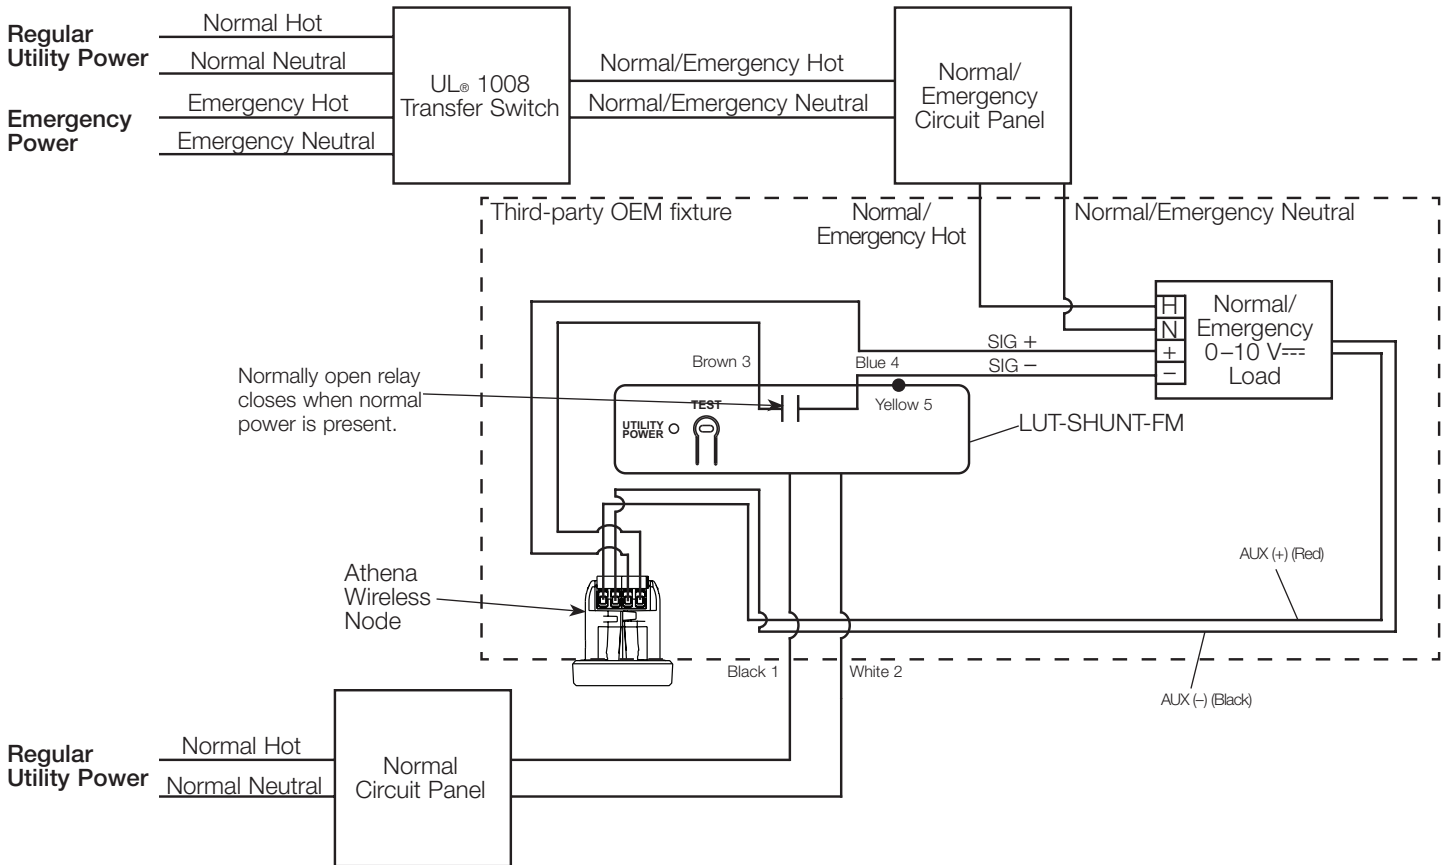 Regular
Utility Power
Normal Hot
Normal Neutral
Emergency
Power
Emergency Hot
Emergency Neutral
UL® 1008
Transfer Switch
Normal/Emergency Hot
Normal/Emergency Neutral
Normal/
Emergency
Circuit Panel
Third-party OEM fixture
Normal/
Emergency Hot
Normal/Emergency Neutral
H
N
+
−
Normal/
Emergency
0–10 V⎓
Load
SIG +
SIG −
Brown 3
Blue 4
Yellow 5
Normally open relay
closes when normal
power is present.
TEST
UTILITY
POWER
LUT-SHUNT-FM
Athena
Wireless
Node
AUX (+) (Red)
AUX (–) (Black)
Black 1
White 2
Regular
Utility Power
Normal Hot
Normal Neutral
Normal
Circuit Panel